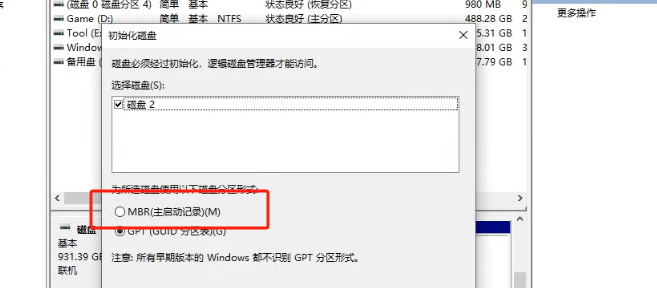 (磁盘 0 磁盘分区 4) 简单 基本 状态良好 (恢复分区) 980 MB 9
Game (D:) 简单 基本 NTFS 状态良好 (主分区) 488.28 GB 2
更多操作
Tool (E 5.31 GB 1
初始化磁盘
Window 8.01 GB 3
备用盘 ( 7.79 GB 1
磁盘必须经过初始化，逻辑磁盘管理器才能访问。
选择磁盘(S):
磁盘 2
为所选磁盘使用以下磁盘分区形式:
MBR(主启动记录)(M)
磁盘
GPT (GUID 分区表)(G)
基本
931.39 GB
注意: 所有早期版本的 Windows 都不识别 GPT 分区形式。
联机